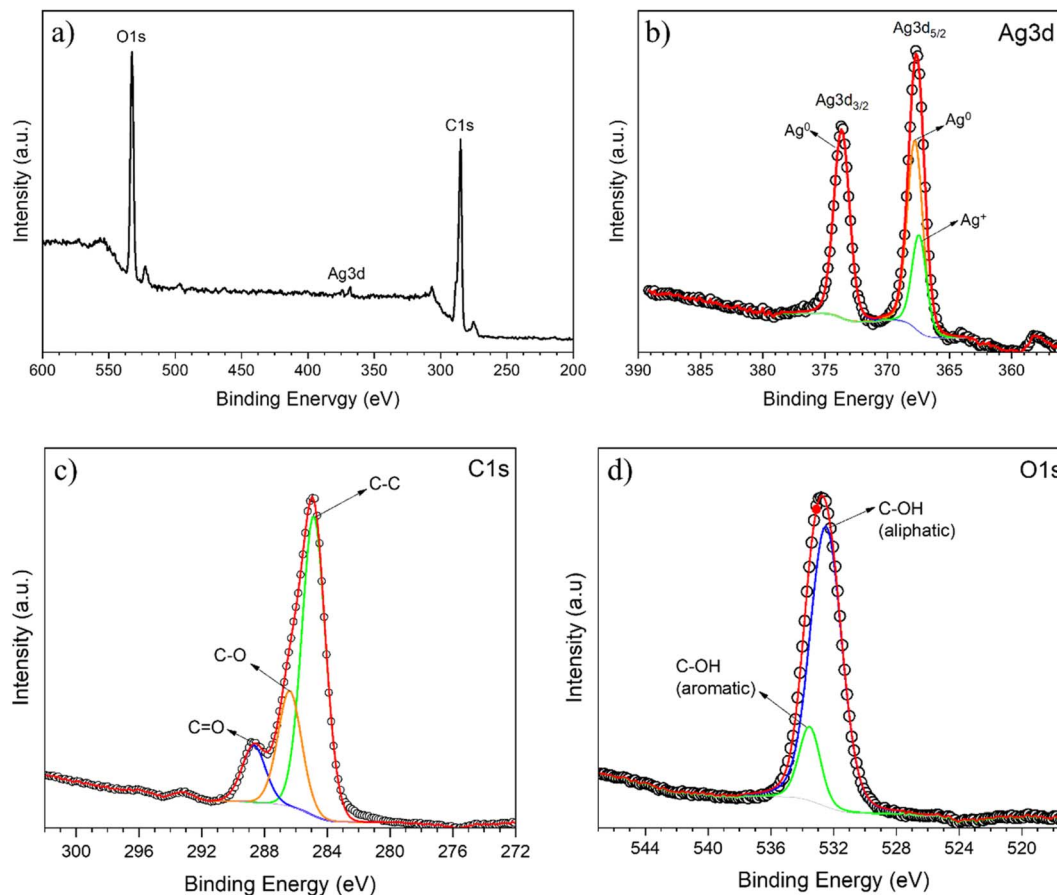 a)
O1s
C1s
Ag3d
Intensity (a.u.)
600 550 500 450 400 350 300 250 200
Binding Enervgy (eV)
b)
Ag3d
Ag3d5/2
Ag3d3/2
Ag⁰
Ag⁰
Ag⁺
Intensity (a.u.)
390 385 380 375 370 365 360
Binding Energy (eV)
c)
C1s
C-C
C-O
C=O
Intensity (a.u.)
300 296 292 288 284 280 276 272
Binding Energy (eV)
d)
O1s
C-OH
(aliphatic)
C-OH
(aromatic)
Intensity (a.u)
544 540 536 532 528 524 520
Binding Energy (eV)